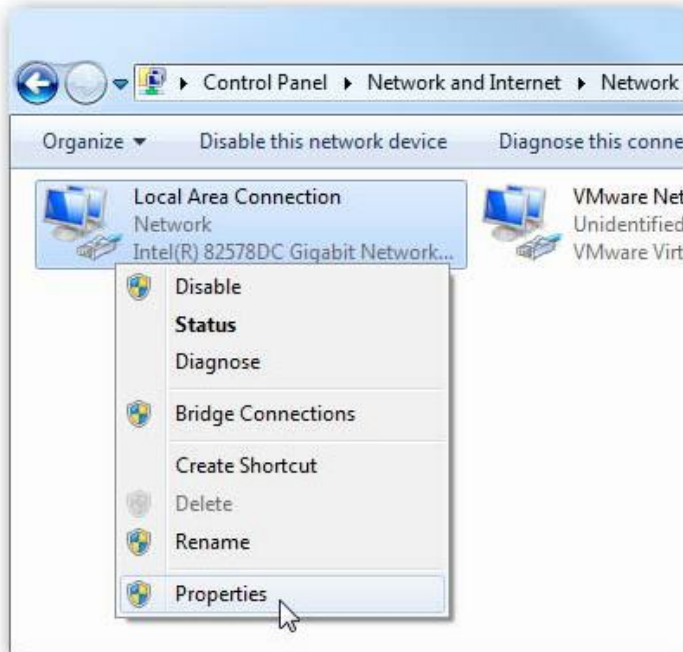 Control Panel Network and Internet Network
Organize Disable this network device Diagnose this conne
Local Area Connection
Network
Intel(R) 82578DC Gigabit Network...
VMware Net
Unidentified
VMware Virt
Disable
Status
Diagnose
Bridge Connections
Create Shortcut
Delete
Rename
Properties